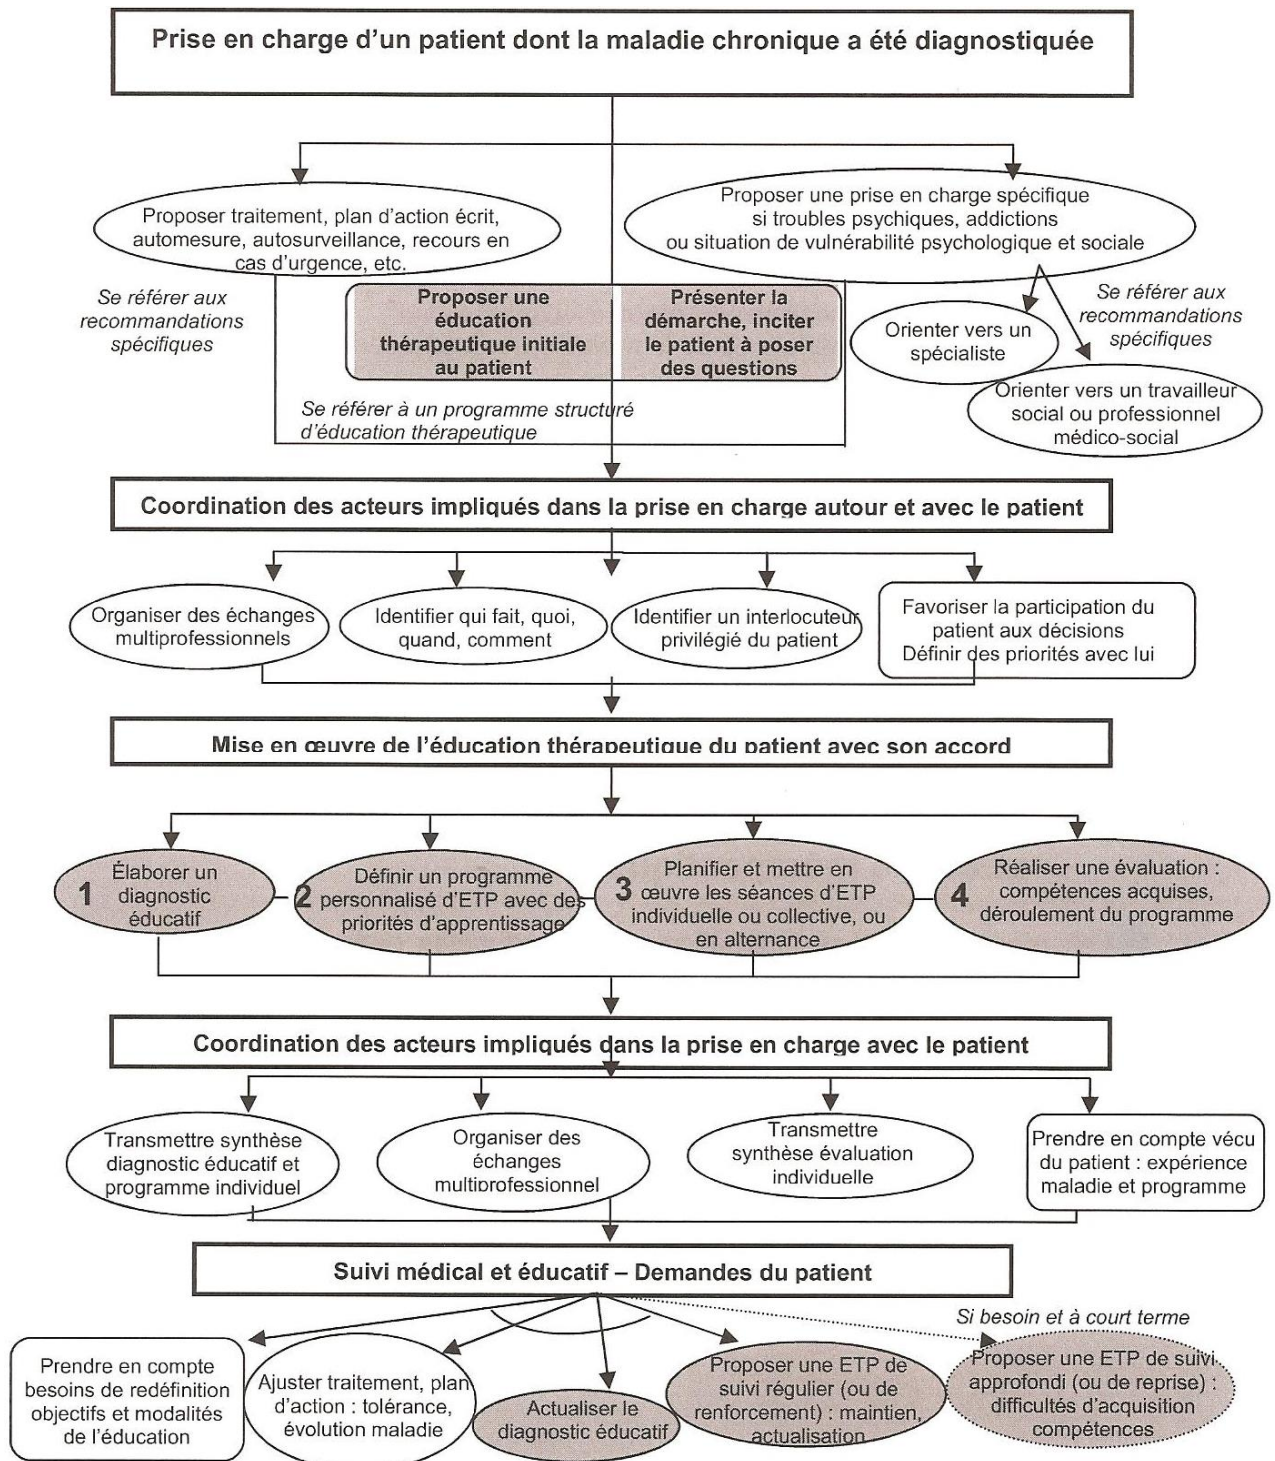 Prise en charge d'un patient dont la maladie chronique a été diagnostiquée
Proposer traitement, plan d'action écrit,
automesure, autosurveillance, recours en
cas d'urgence, etc.
Proposer une prise en charge spécifique
si troubles psychiques, addictions
ou situation de vulnérabilité psychologique et sociale
Se référer aux
recommandations
spécifiques
Proposer une
éducation
thérapeutique initiale
au patient
Présenter la
démarche, inciter
le patient à poser
des questions
Orienter vers un
spécialiste
Se référer aux
recommandations
spécifiques
Orienter vers un travailleur
social ou professionnel
médico-social
Se référer à un programme structuré
d'éducation thérapeutique
Coordination des acteurs impliqués dans la prise en charge autour et avec le patient
Organiser des échanges
multiprofessionnels
Identifier qui fait, quoi,
quand, comment
Identifier un interlocuteur
privilégié du patient
Favoriser la participation du
patient aux décisions
Définir des priorités avec lui
Mise en œuvre de l'éducation thérapeutique du patient avec son accord
1
Élaborer un
diagnostic
éducatif
2
Définir un programme
personnalisé d'ETP avec des
priorités d'apprentissage
3
Planifier et mettre en
œuvre les séances d'ETP
individuelle ou collective, ou
en alternance
4
Réaliser une évaluation :
compétences acquises,
déroulement du programme
Coordination des acteurs impliqués dans la prise en charge avec le patient
Transmettre synthèse
diagnostic éducatif et
programme individuel
Organiser des
échanges
multiprofessionnel
Transmettre
synthèse évaluation
individuelle
Prendre en compte vécu
du patient : expérience
maladie et programme
Suivi médical et éducatif – Demandes du patient
Si besoin et à court terme
Prendre en compte
besoins de redéfinition
objectifs et modalités
de l'éducation
Ajuster traitement, plan
d'action : tolérance,
évolution maladie
Actualiser le
diagnostic éducatif
Proposer une ETP de
suivi régulier (ou de
renforcement) : maintien,
actualisation
Proposer une ETP de suivi
approfondi (ou de reprise) :
difficultés d'acquisition
compétences